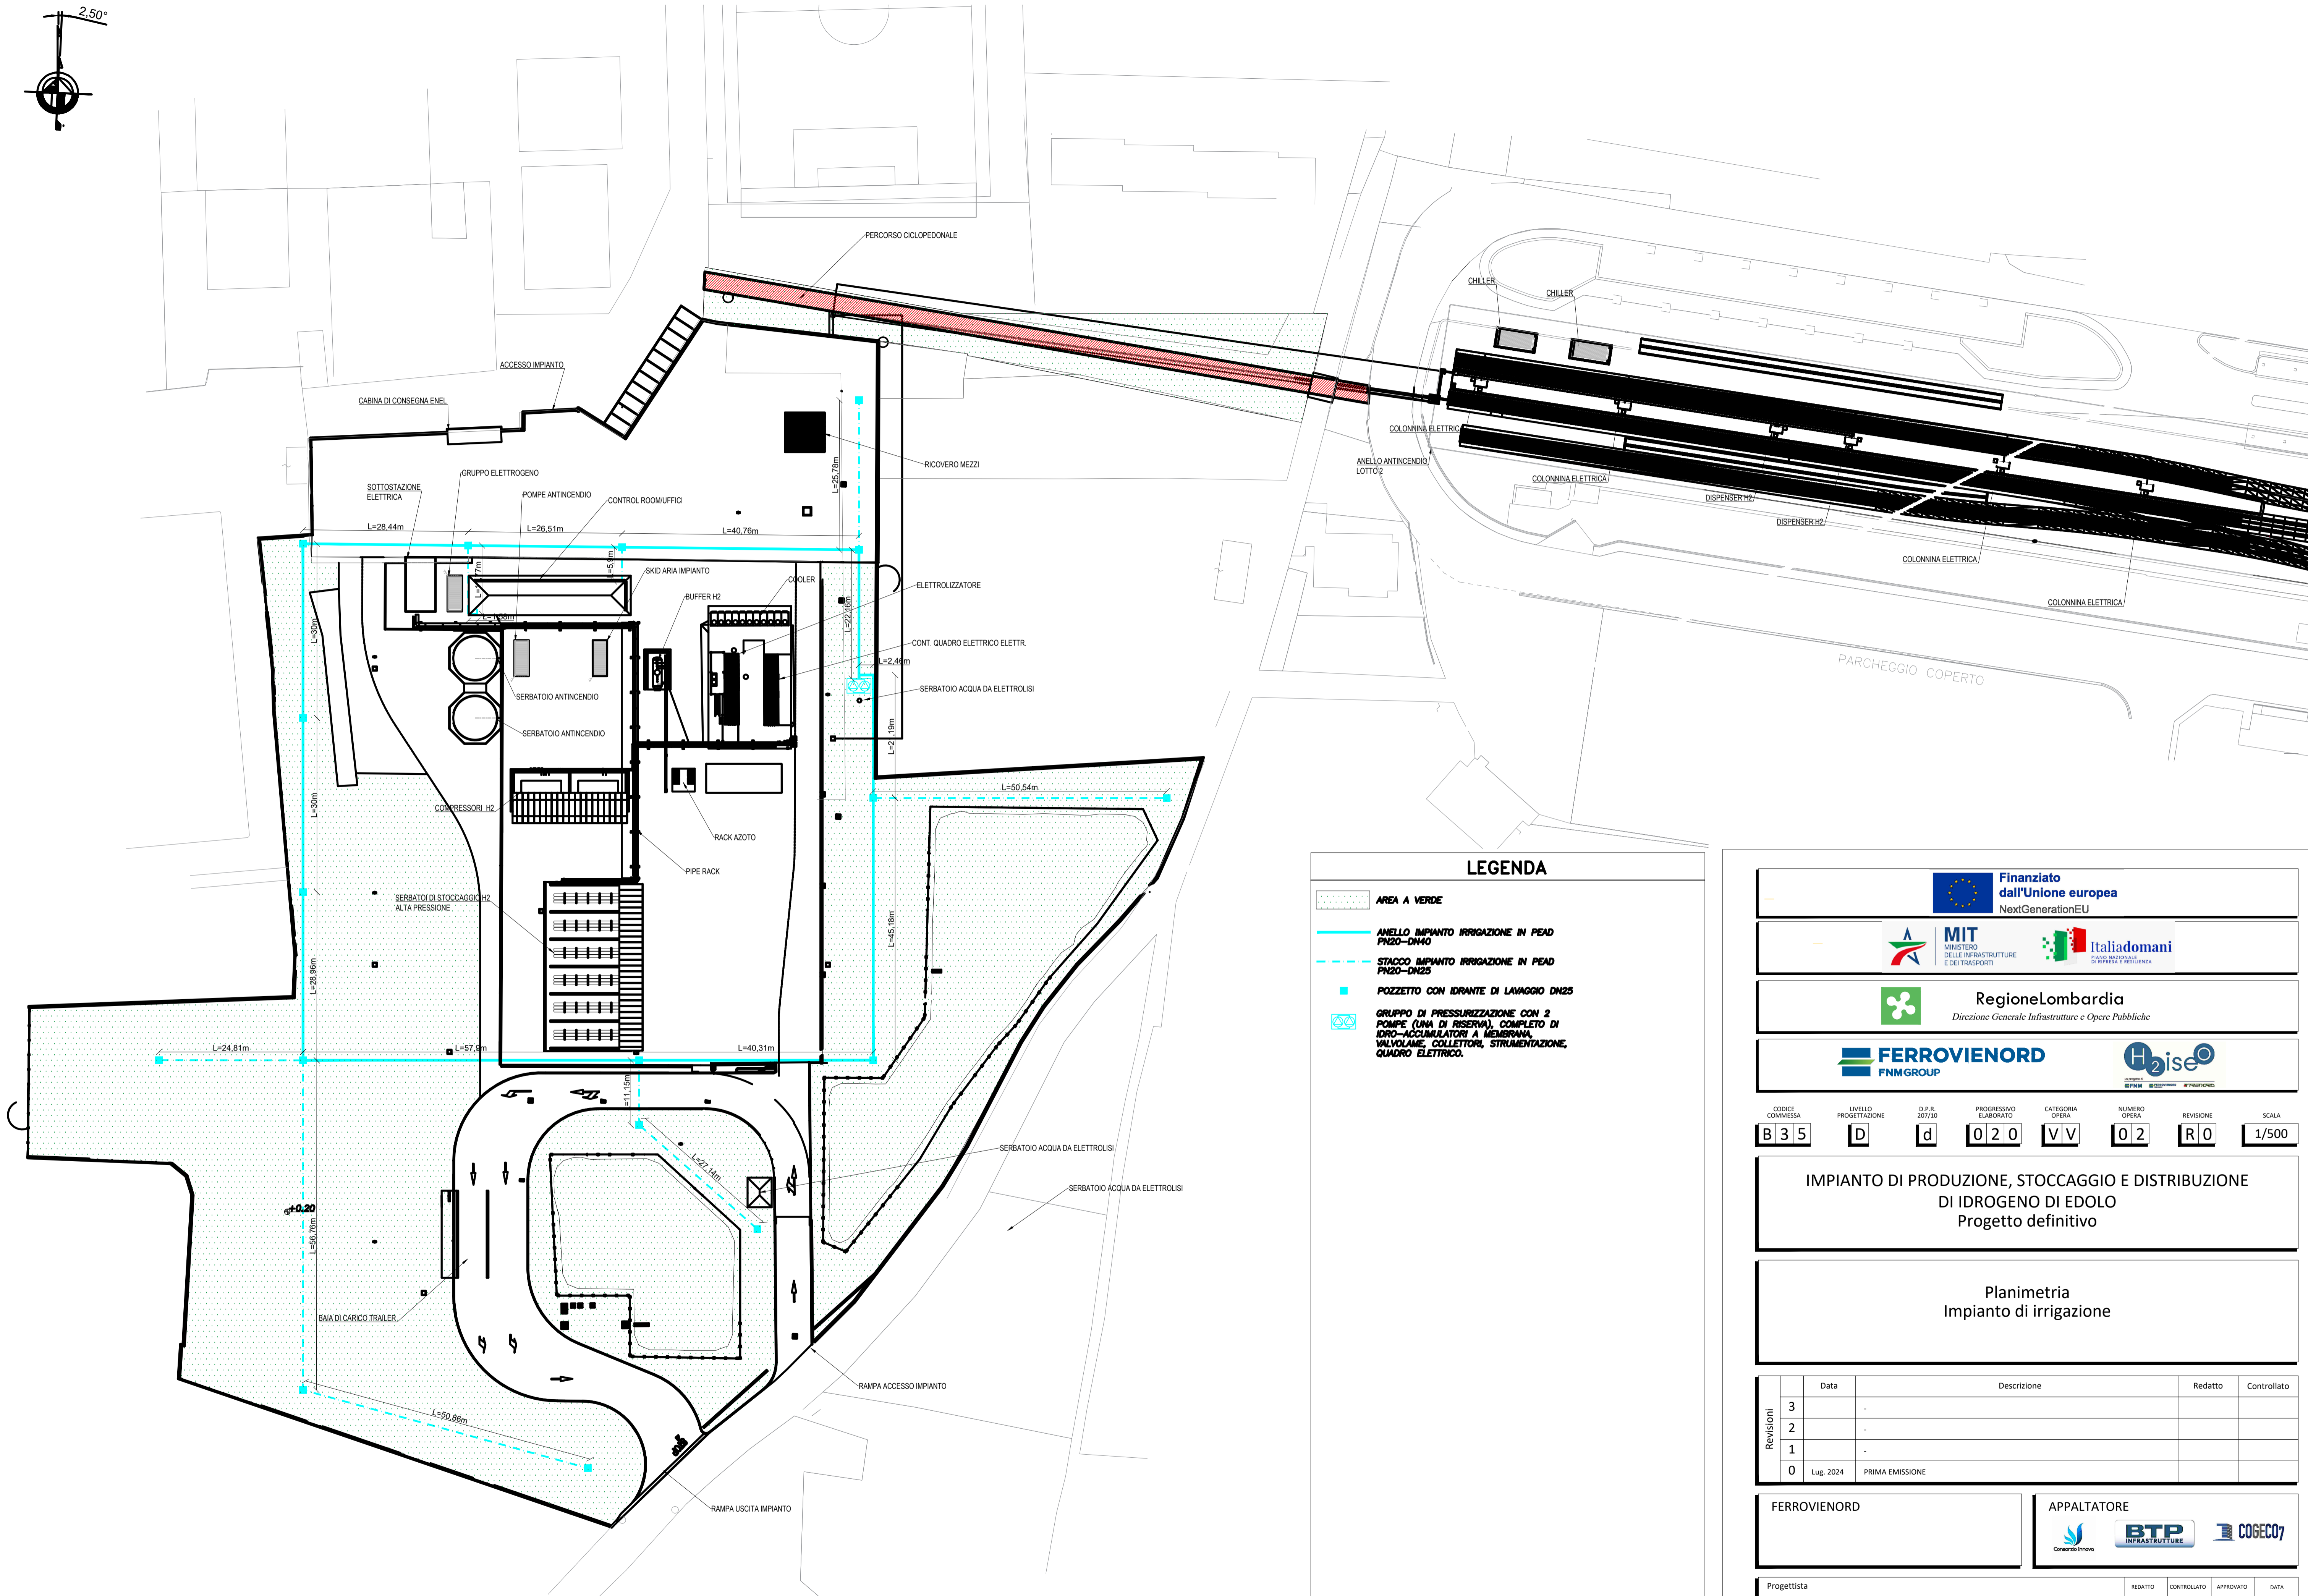 2,50°
PERCORSO CICLOPEDONALE
CHILLER
CHILLER
ACCESSO IMPIANTO
CABINA DI CONSEGNA ENEL
COLONNINA ELETTRICA
ANELLO ANTINCENDIO
LOTTO 2
RICOVERO MEZZI
L=25,78m
GRUPPO ELETTROGENO
SOTTOSTAZIONE
ELETTRICA
POMPE ANTINCENDIO
CONTROL ROOM/UFFICI
COLONNINA ELETTRICA
DISPENSER H2
DISPENSER H2
COLONNINA ELETTRICA
COLONNINA ELETTRICA
L=28,44m
L=26,51m
L=40,76m
SKID ARIA IMPIANTO
COOLER
ELETTROLIZZATORE
BUFFER H2
L=22,16m
L=30m
CONT. QUADRO ELETTRICO ELETTR.
L=2,46m
SERBATOIO ACQUA DA ELETTROLISI
PARCHEGGIO COPERTO
SERBATOIO ANTINCENDIO
SERBATOIO ANTINCENDIO
L=30m
L=50,54m
COMPRESSORI H2
RACK AZOTO
PIPE RACK
SERBATOI DI STOCCAGGIO H2
ALTA PRESSIONE
L=45,18m
L=28,96m
L=24,81m
L=57,9m
L=40,31m
L=11,15m
L=27,14m
SERBATOIO ACQUA DA ELETTROLISI
SERBATOIO ACQUA DA ELETTROLISI
+0.20
L=56,76m
BAIA DI CARICO TRAILER
RAMPA ACCESSO IMPIANTO
L=50,86m
RAMPA USCITA IMPIANTO
LEGENDA
AREA A VERDE
ANELLO IMPIANTO IRRIGAZIONE IN PEAD
PN20-DN40
STACCO IMPIANTO IRRIGAZIONE IN PEAD
PN20-DN25
POZZETTO CON IDRANTE DI LAVAGGIO DN25
GRUPPO DI PRESSURIZZAZIONE CON 2
POMPE (UNA DI RISERVA), COMPLETO DI
IDRO-ACCUMULATORI A MEMBRANA,
VALVOLAME, COLLETTORI, STRUMENTAZIONE,
QUADRO ELETTRICO.
Finanziato
dall'Unione europea
NextGenerationEU
MIT
MINISTERO
DELLE INFRASTRUTTURE
E DEI TRASPORTI
Italiadomani
PIANO NAZIONALE
DI RIPRESA E RESILIENZA
RegioneLombardia
Direzione Generale Infrastrutture e Opere Pubbliche
FERROVIENORD
FNMGROUP
H2iseO
CODICE COMMESSA
LIVELLO PROGETTAZIONE
D.P.R. 207/10
PROGRESSIVO ELABORATO
CATEGORIA OPERA
NUMERO OPERA
REVISIONE
SCALA
B35 D d 020 VV 02 R0 1/500
IMPIANTO DI PRODUZIONE, STOCCAGGIO E DISTRIBUZIONE
DI IDROGENO DI EDOLO
Progetto definitivo
Planimetria
Impianto di irrigazione
Revisioni
Data Descrizione Redatto Controllato
3 -
2 -
1 -
0 Lug. 2024 PRIMA EMISSIONE
FERROVIENORD
APPALTATORE
Consorzio Innova
BTP
INFRASTRUTTURE
COGECO7
Progettista
REDATTO CONTROLLATO APPROVATO DATA